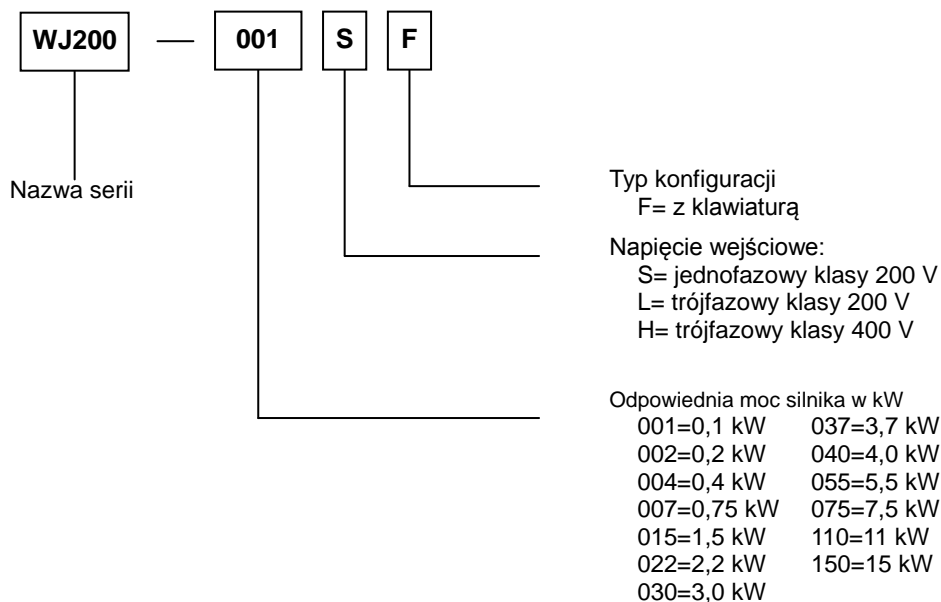 WJ200 — 001 S F
Nazwa serii
Typ konfiguracji
F= z klawiaturą
Napięcie wejściowe:
S= jednofazowy klasy 200 V
L= trójfazowy klasy 200 V
H= trójfazowy klasy 400 V
Odpowiednia moc silnika w kW
001=0,1 kW 037=3,7 kW
002=0,2 kW 040=4,0 kW
004=0,4 kW 055=5,5 kW
007=0,75 kW 075=7,5 kW
015=1,5 kW 110=11 kW
022=2,2 kW 150=15 kW
030=3,0 kW